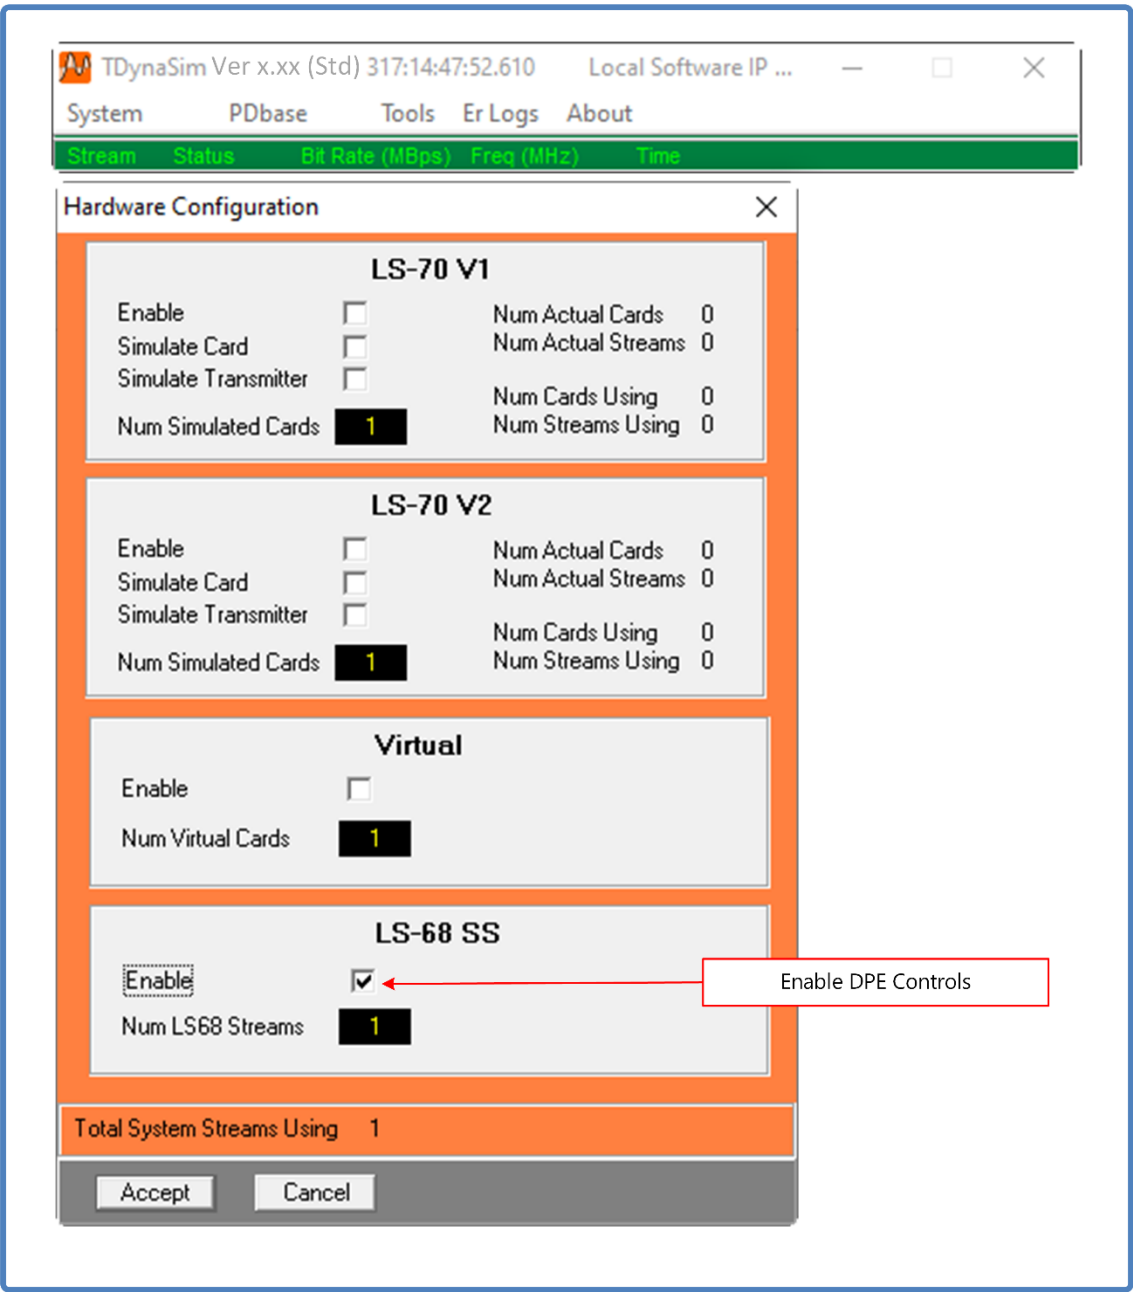 TDynaSim Ver x.xx (Std) 317:14:47:52.610 Local Software IP ...
System PDbase Tools Er Logs About
Stream Status Bit Rate (MBps) Freq (MHz) Time
Hardware Configuration
LS-70 V1
Enable
Simulate Card
Simulate Transmitter
Num Simulated Cards 1
Num Actual Cards 0
Num Actual Streams 0
Num Cards Using 0
Num Streams Using 0
LS-70 V2
Enable
Simulate Card
Simulate Transmitter
Num Simulated Cards 1
Num Actual Cards 0
Num Actual Streams 0
Num Cards Using 0
Num Streams Using 0
Virtual
Enable
Num Virtual Cards 1
LS-68 SS
Enable
Enable DPE Controls
Num LS68 Streams 1
Total System Streams Using 1
Accept Cancel